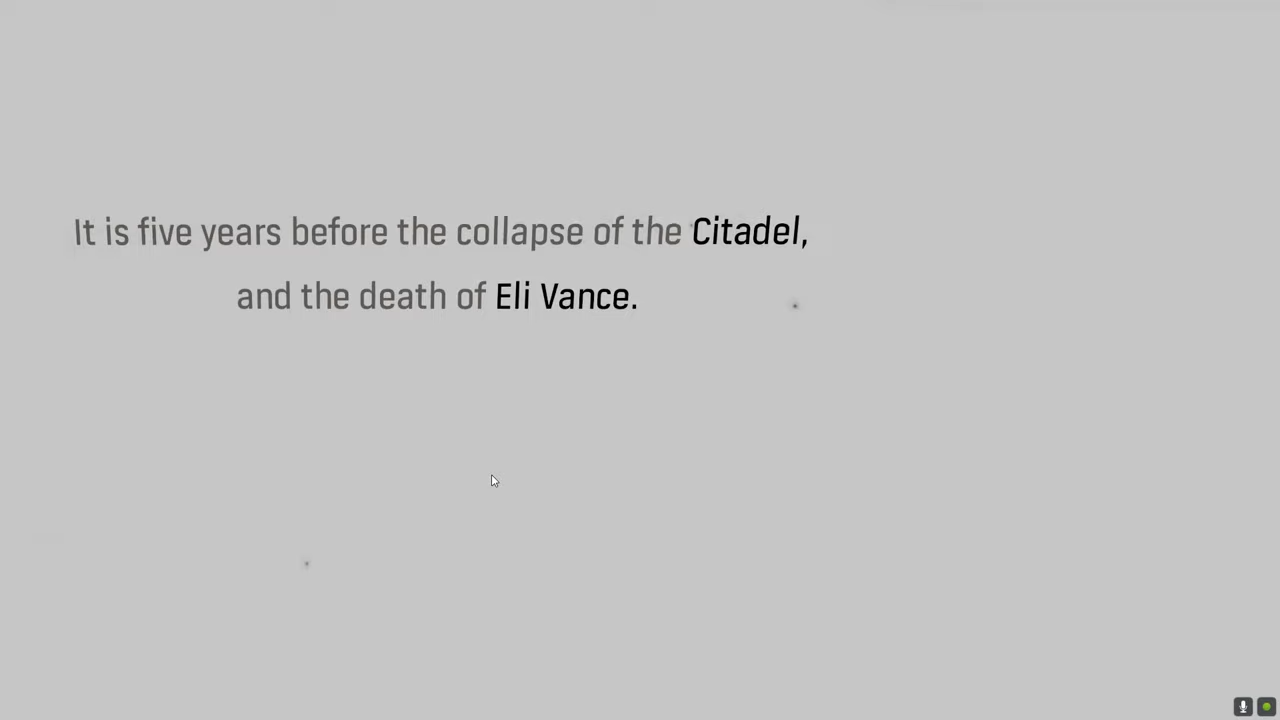 It is five years before the collapse of the Citadel,
and the death of Eli Vance.